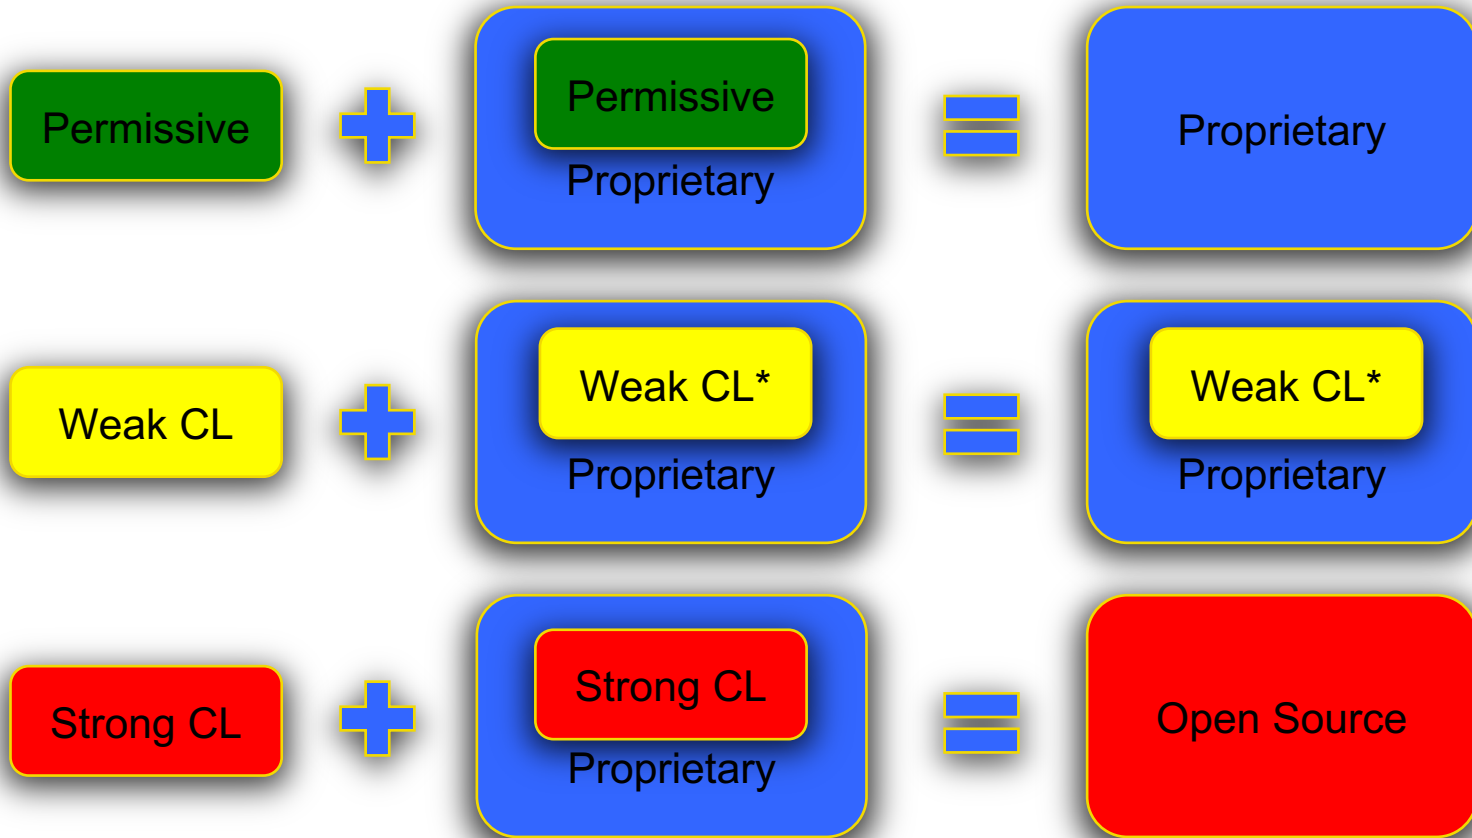 Permissive
Permissive
Proprietary
Proprietary
Weak CL
Weak CL*
Proprietary
Weak CL*
Proprietary
Strong CL
Strong CL
Proprietary
Open Source